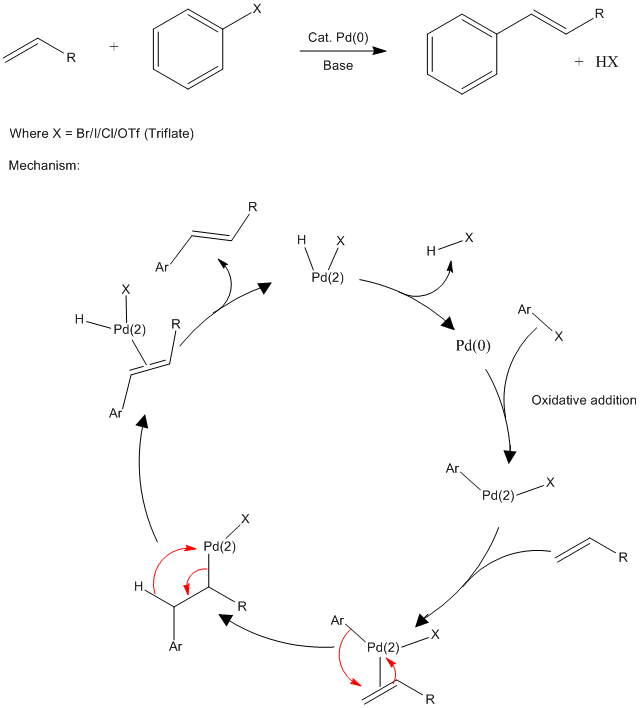 X
R + Cat. Pd(0) R
Base + HX
Where X = Br/I/Cl/OTf (Triflate)
Mechanism:
R H X H X
Ar Pd(2)
X
H Pd(2) R Ar
Pd(0) X
Ar Oxidative addition
Ar X
Pd(2)
X
Pd(2)
H R
R Ar
Ar Pd(2) X
R